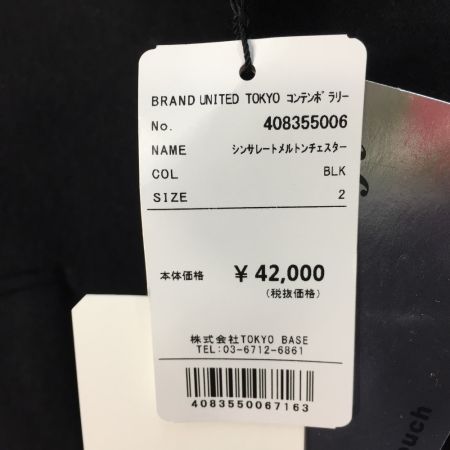 BRAND UNITED TOKYO コンテンポラリー
No. 408355006
NAME シンサレートメルトンチェスター
COL BLK
SIZE 2
本体価格 ¥ 42,000
(税抜価格)
株式会社TOKYO BASE
TEL:03-6712-6861
4083550067163
ouch